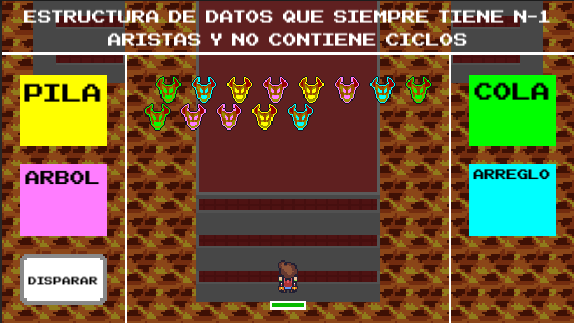 ESTRUCTURA DE DATOS QUE SIEMPRE TIENE N-1
ARISTAS Y NO CONTIENE CICLOS
PILA
COLA
ARBOL
ARREGLO
DISPARAR